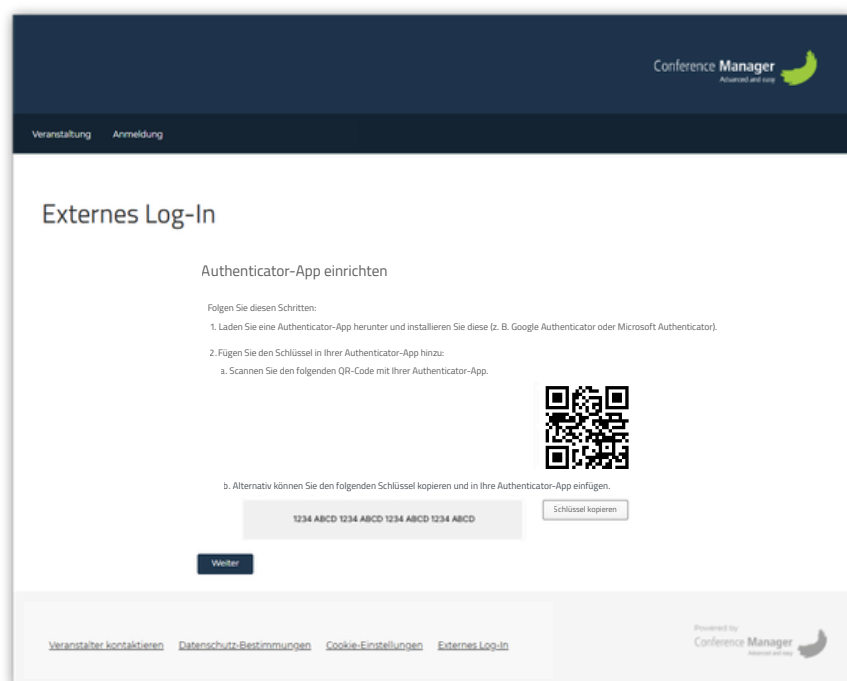 Conference Manager
Advanced and easy
Veranstaltung Anmeldung
Externes Log-In
Authenticator-App einrichten
Folgen Sie diesen Schritten:
1. Laden Sie eine Authenticator-App herunter und installieren Sie diese (z. B. Google Authenticator oder Microsoft Authenticator).
2. Fügen Sie den Schlüssel in Ihrer Authenticator-App hinzu:
a. Scannen Sie den folgenden QR-Code mit Ihrer Authenticator-App.
b. Alternativ können Sie den folgenden Schlüssel kopieren und in Ihre Authenticator-App einfügen.
1234 ABCD 1234 ABCD 1234 ABCD 1234 ABCD
Schlüssel kopieren
Weiter
Powered by
Veranstalter kontaktieren Datenschutz-Bestimmungen Cookie-Einstellungen Externes Log-In
Conference Manager
Advanced and easy